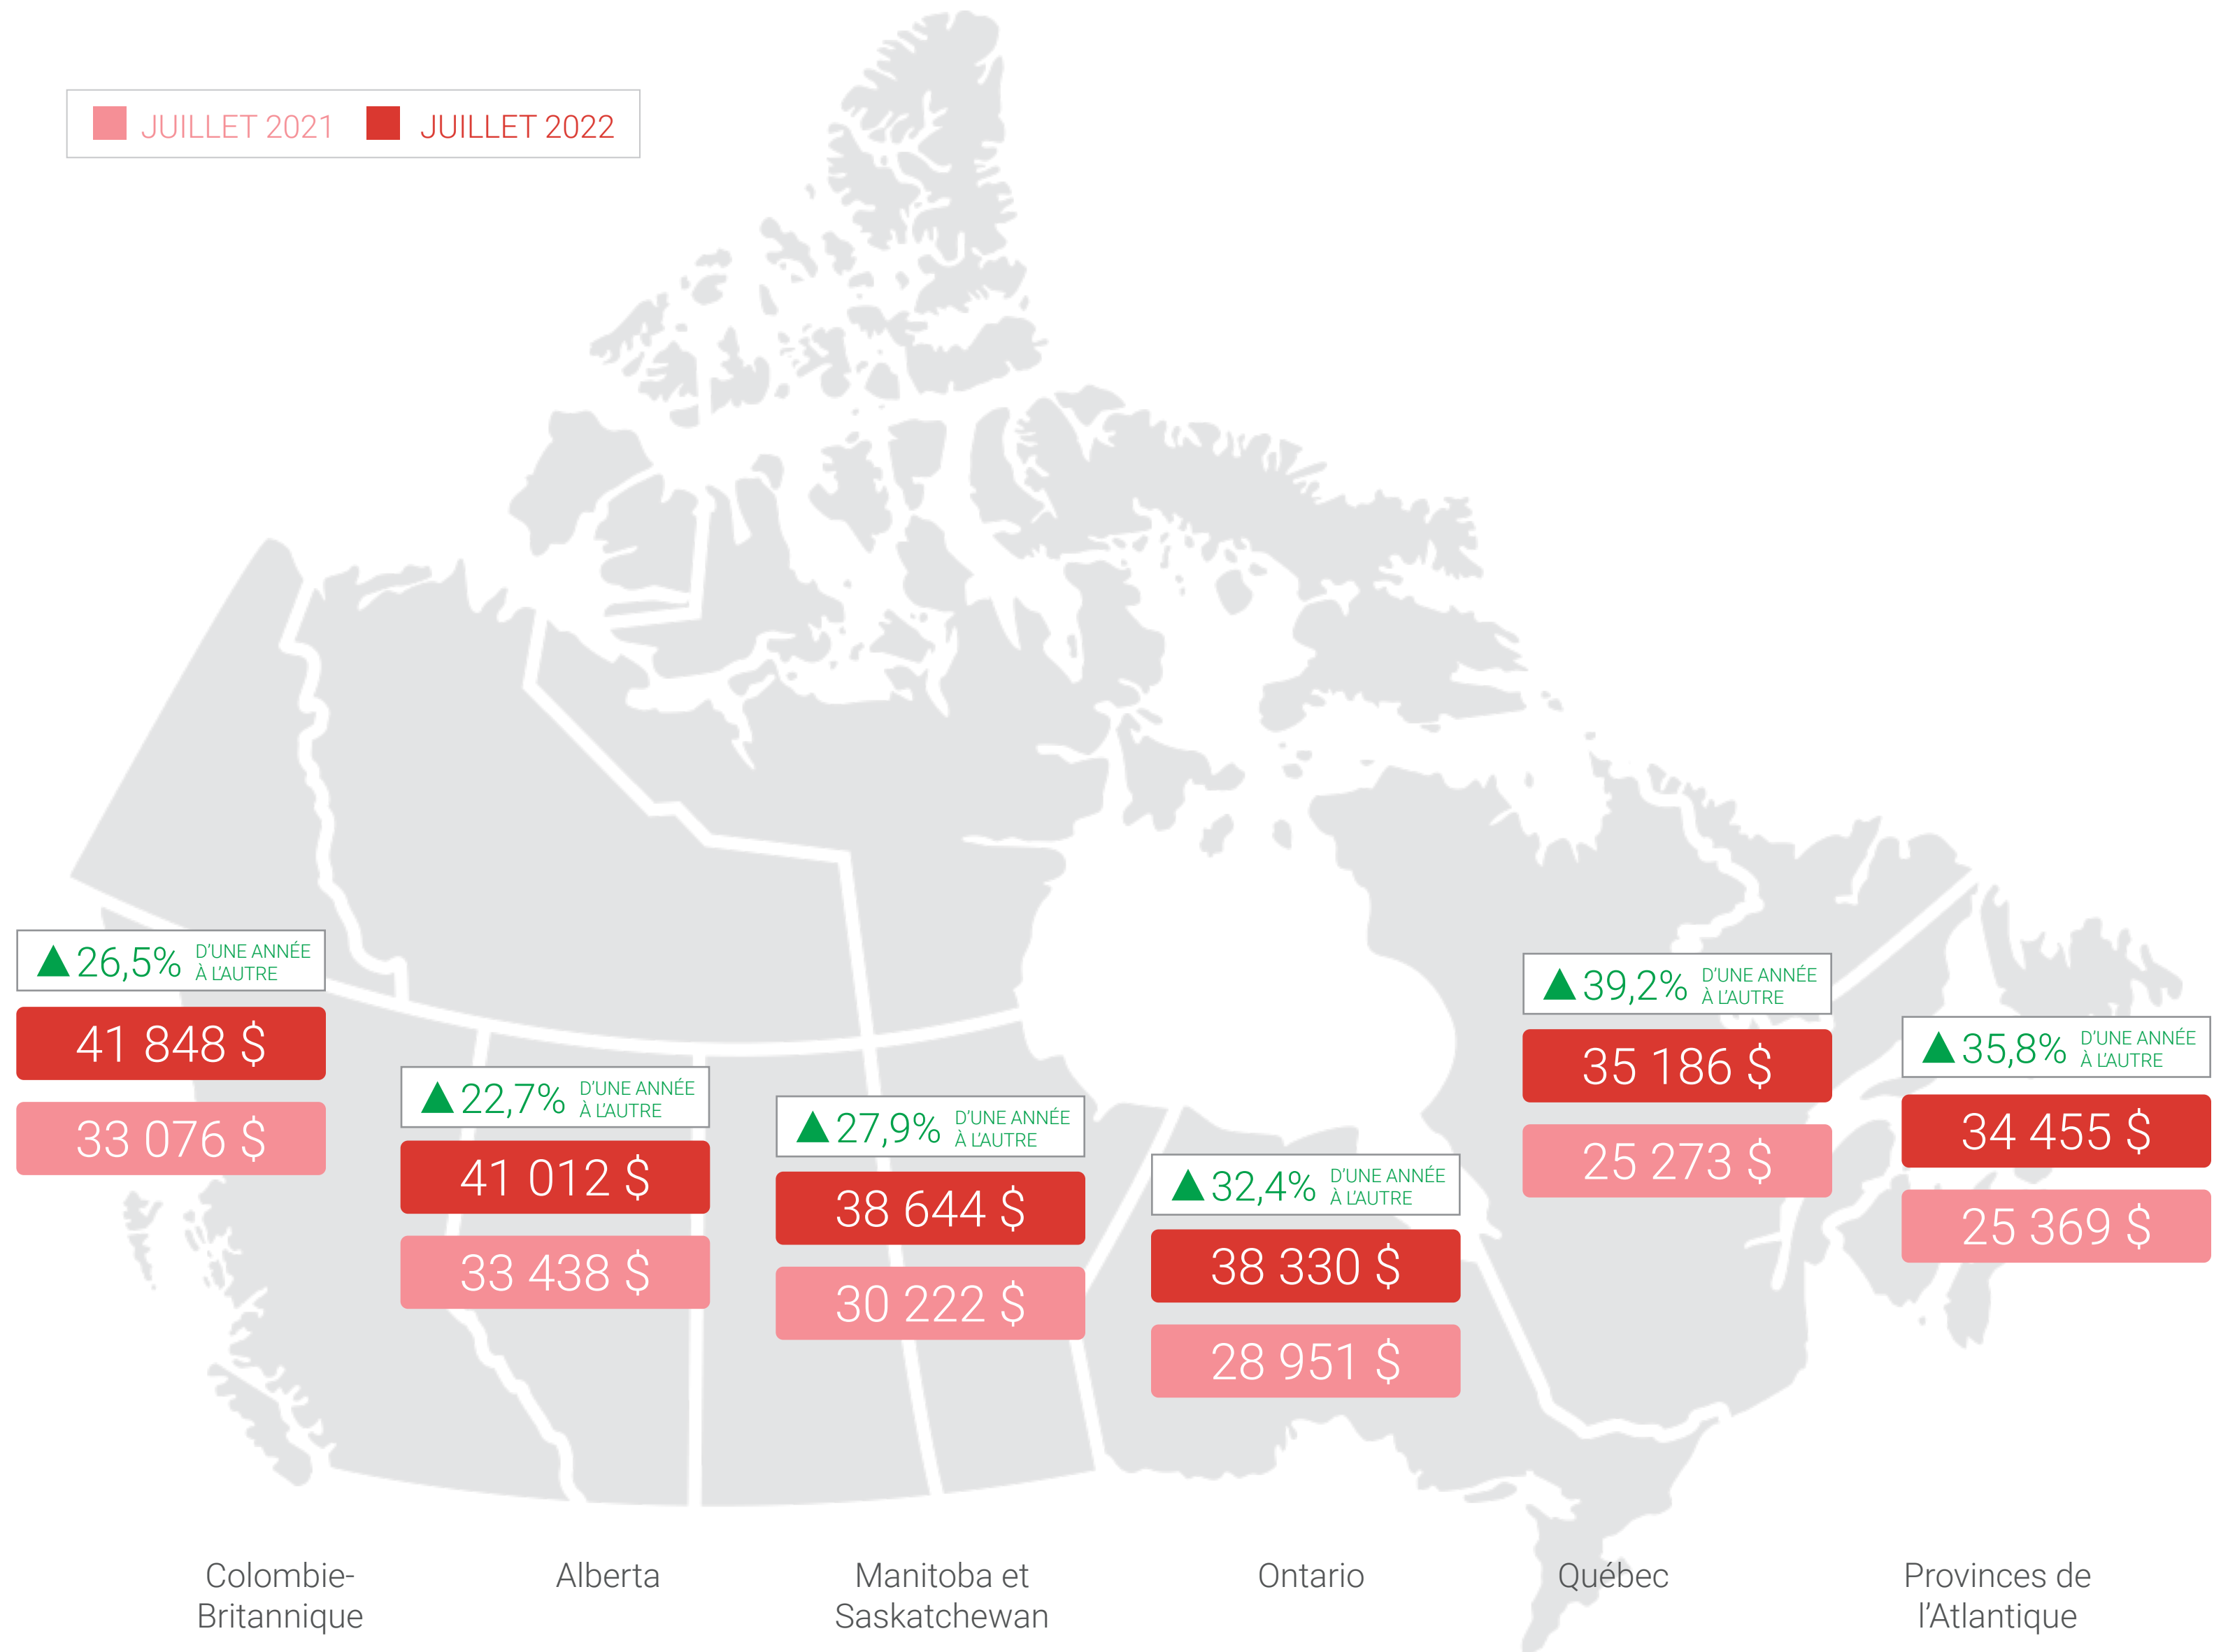 JUILLET 2021
JUILLET 2022
26,5% D'UNE ANNÉE
À L'AUTRE
41 848 $
33 076 $
22,7% D'UNE ANNÉE
À L'AUTRE
41 012 $
33 438 $
27,9% D'UNE ANNÉE
À L'AUTRE
38 644 $
30 222 $
32,4% D'UNE ANNÉE
À L'AUTRE
38 330 $
28 951 $
39,2% D'UNE ANNÉE
À L'AUTRE
35 186 $
25 273 $
35,8% D'UNE ANNÉE
À L'AUTRE
34 455 $
25 369 $
Colombie-
Britannique
Alberta
Manitoba et
Saskatchewan
Ontario
Québec
Provinces de
l'Atlantique